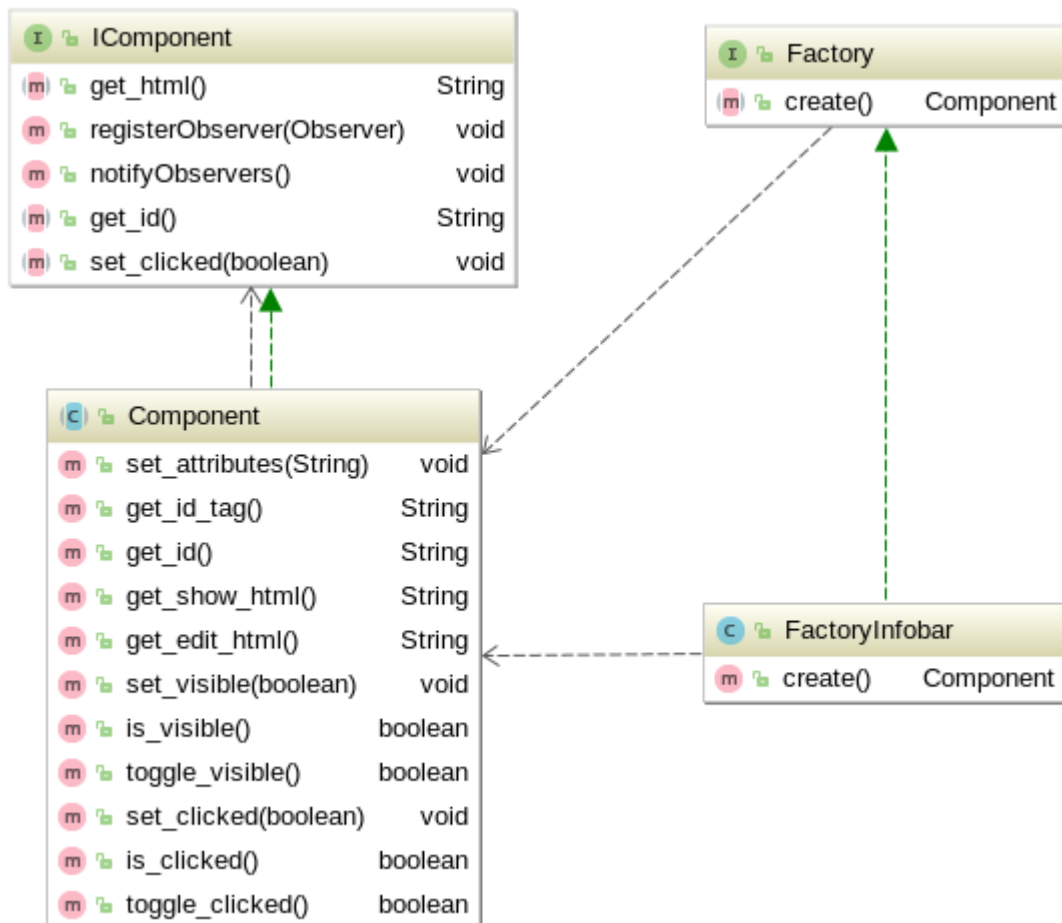 I IComponent
m get_html() String
m registerObserver(Observer) void
m notifyObservers() void
m get_id() String
m set_clicked(boolean) void
I Factory
m create() Component
C Component
m set_attributes(String) void
m get_id_tag() String
m get_id() String
m get_show_html() String
m get_edit_html() String
m set_visible(boolean) void
m is_visible() boolean
m toggle_visible() boolean
m set_clicked(boolean) void
m is_clicked() boolean
m toggle_clicked() boolean
C FactoryInfobar
m create() Component